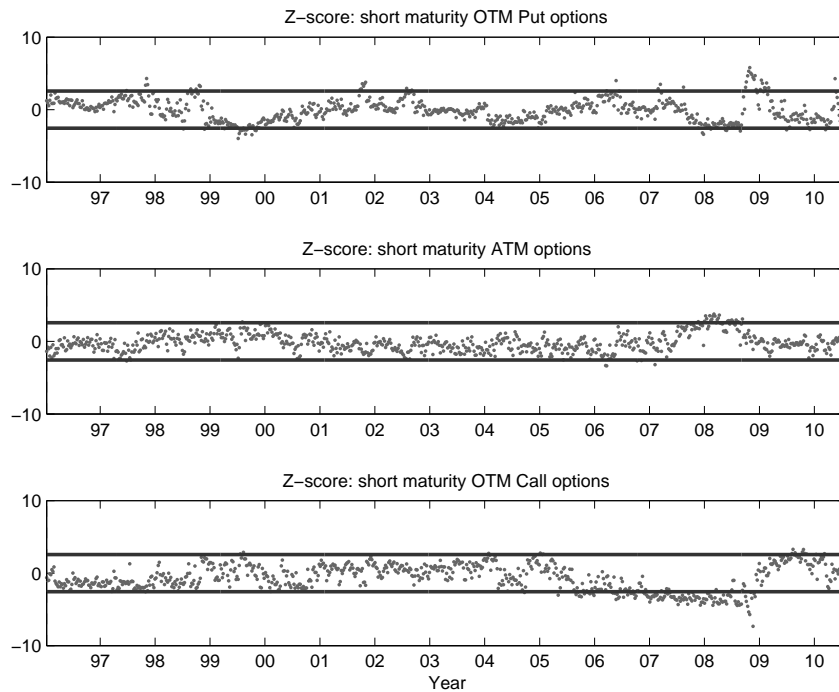 Z−score: short maturity OTM Put options
10
0
−10
97 98 99 00 01 02 03 04 05 06 07 08 09 10
Z−score: short maturity ATM options
10
0
−10
97 98 99 00 01 02 03 04 05 06 07 08 09 10
Z−score: short maturity OTM Call options
10
0
−10
97 98 99 00 01 02 03 04 05 06 07 08 09 10
Year